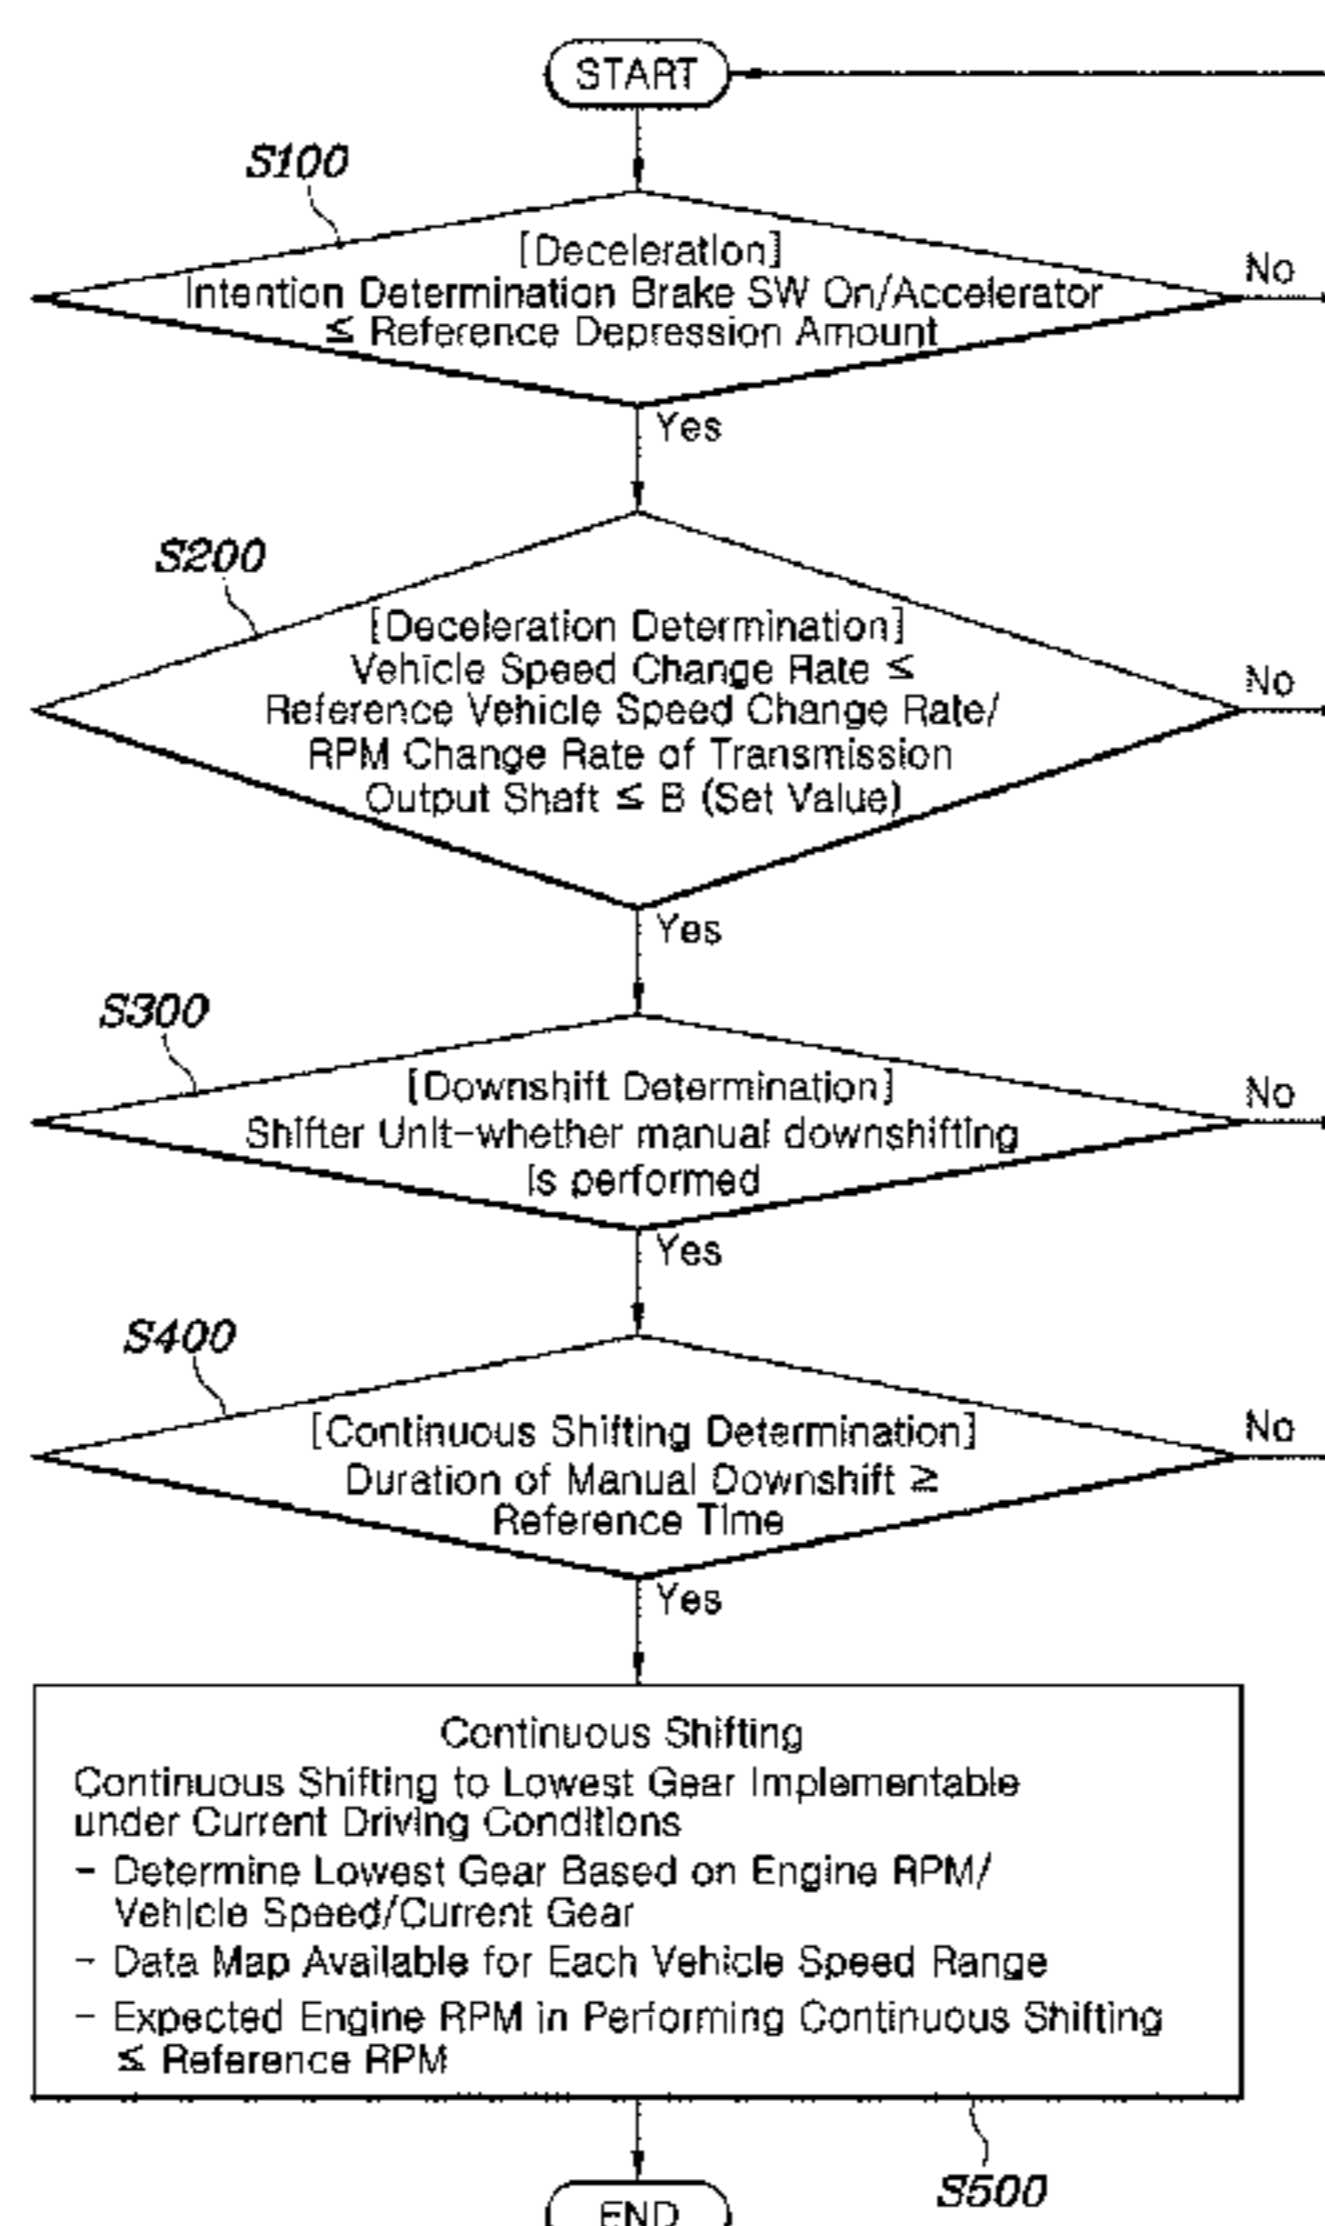 START
S100
[Deceleration]
Intention Determination Brake SW On/Accelerator
≤ Reference Depression Amount
No
Yes
S200
[Deceleration Determination]
Vehicle Speed Change Rate ≤
Reference Vehicle Speed Change Rate/
RPM Change Rate of Transmission
Output Shaft ≤ B (Set Value)
No
Yes
S300
[Downshift Determination]
Shifter Unit-whether manual downshifting
is performed
No
Yes
S400
[Continuous Shifting Determination]
Duration of Manual Downshift ≥
Reference Time
No
Yes
Continuous Shifting
Continuous Shifting to Lowest Gear Implementable
under Current Driving Conditions
- Determine Lowest Gear Based on Engine RPM/
Vehicle Speed/Current Gear
- Data Map Available for Each Vehicle Speed Range
- Expected Engine RPM in Performing Continuous Shifting
≤ Reference RPM
S500
END